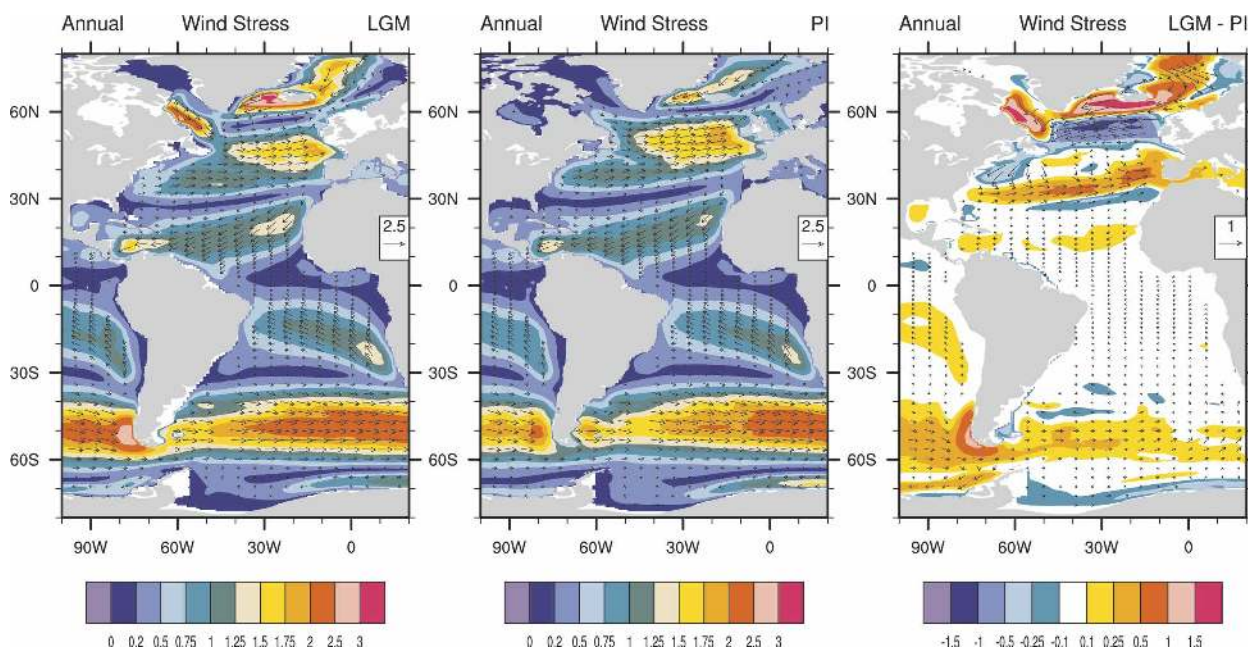 Annual Wind Stress LGM
Annual Wind Stress PI
Annual Wind Stress LGM - PI
60N 60N 60N
30N 30N 30N
2.5 2.5 1
0 0 0
30S 30S 30S
60S 60S 60S
90W 60W 30W 0
90W 60W 30W 0
90W 60W 30W 0
0 0.2 0.5 0.75 1 1.25 1.5 1.75 2 2.5 3
0 0.2 0.5 0.75 1 1.25 1.5 1.75 2 2.5 3
-1.5 -1 -0.5 -0.25 -0.1 0.1 0.25 0.5 1 1.5